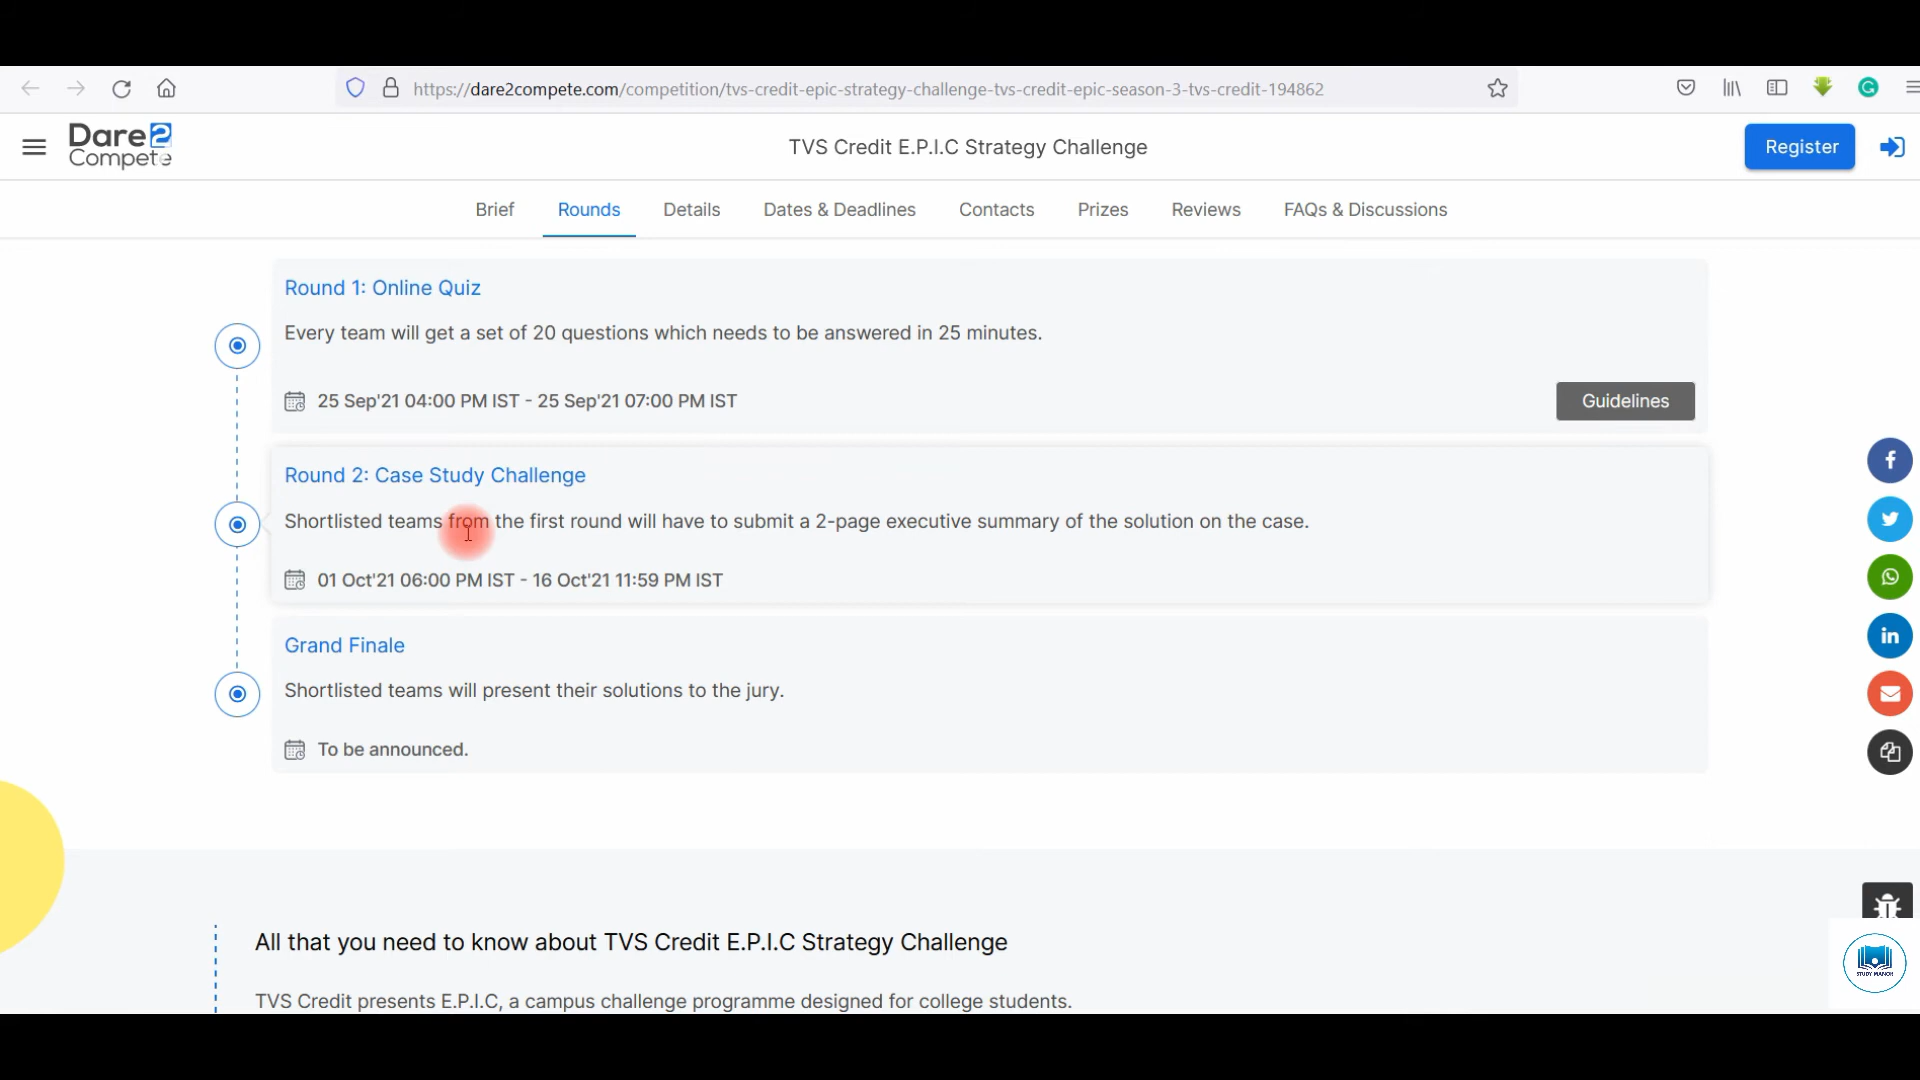 https://dare2compete.com/competition/tvs-credit-epic-strategy-challenge-tvs-credit-epic-season-3-tvs-credit-194862
Dare2
Compete
TVS Credit E.P.I.C Strategy Challenge
Register
Brief
Rounds
Details
Dates & Deadlines
Contacts
Prizes
Reviews
FAQs & Discussions
Round 1: Online Quiz
Every team will get a set of 20 questions which needs to be answered in 25 minutes.
25 Sep'21 04:00 PM IST - 25 Sep'21 07:00 PM IST
Guidelines
Round 2: Case Study Challenge
Shortlisted teams from the first round will have to submit a 2-page executive summary of the solution on the case.
01 Oct'21 06:00 PM IST - 16 Oct'21 11:59 PM IST
Grand Finale
Shortlisted teams will present their solutions to the jury.
To be announced.
All that you need to know about TVS Credit E.P.I.C Strategy Challenge
STUDY MANCH
TVS Credit presents E.P.I.C, a campus challenge programme designed for college students.